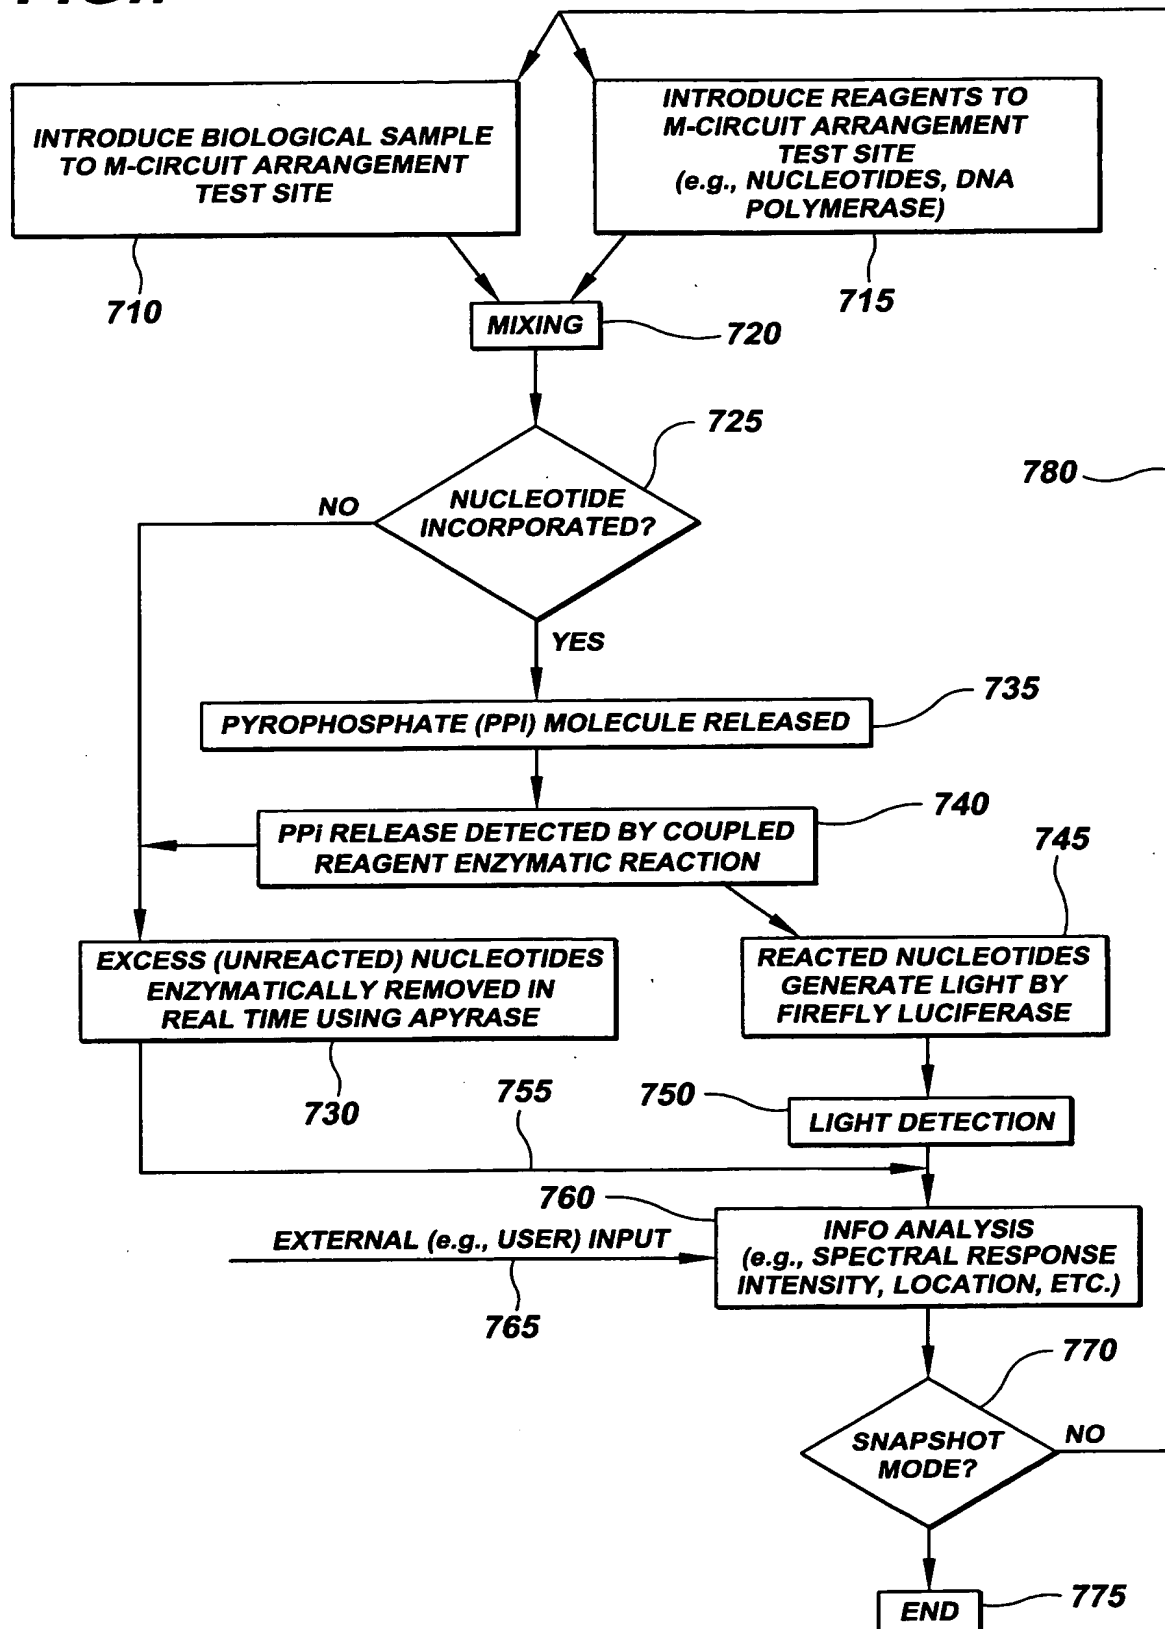 INTRODUCE BIOLOGICAL SAMPLE
TO M-CIRCUIT ARRANGEMENT
TEST SITE
710
INTRODUCE REAGENTS TO
M-CIRCUIT ARRANGEMENT
TEST SITE
(e.g., NUCLEOTIDES, DNA
POLYMERASE)
715
MIXING
720
725
NUCLEOTIDE
INCORPORATED?
NO
YES
780
PYROPHOSPHATE (PPI) MOLECULE RELEASED
735
PPi RELEASE DETECTED BY COUPLED
REAGENT ENZYMATIC REACTION
740
745
EXCESS (UNREACTED) NUCLEOTIDES
ENZYMATICALLY REMOVED IN
REAL TIME USING APYRASE
730
REACTED NUCLEOTIDES
GENERATE LIGHT BY
FIREFLY LUCIFERASE
755
750
LIGHT DETECTION
760
EXTERNAL (e.g., USER) INPUT
765
INFO ANALYSIS
(e.g., SPECTRAL RESPONSE
INTENSITY, LOCATION, ETC.)
770
SNAPSHOT
MODE?
NO
END
775